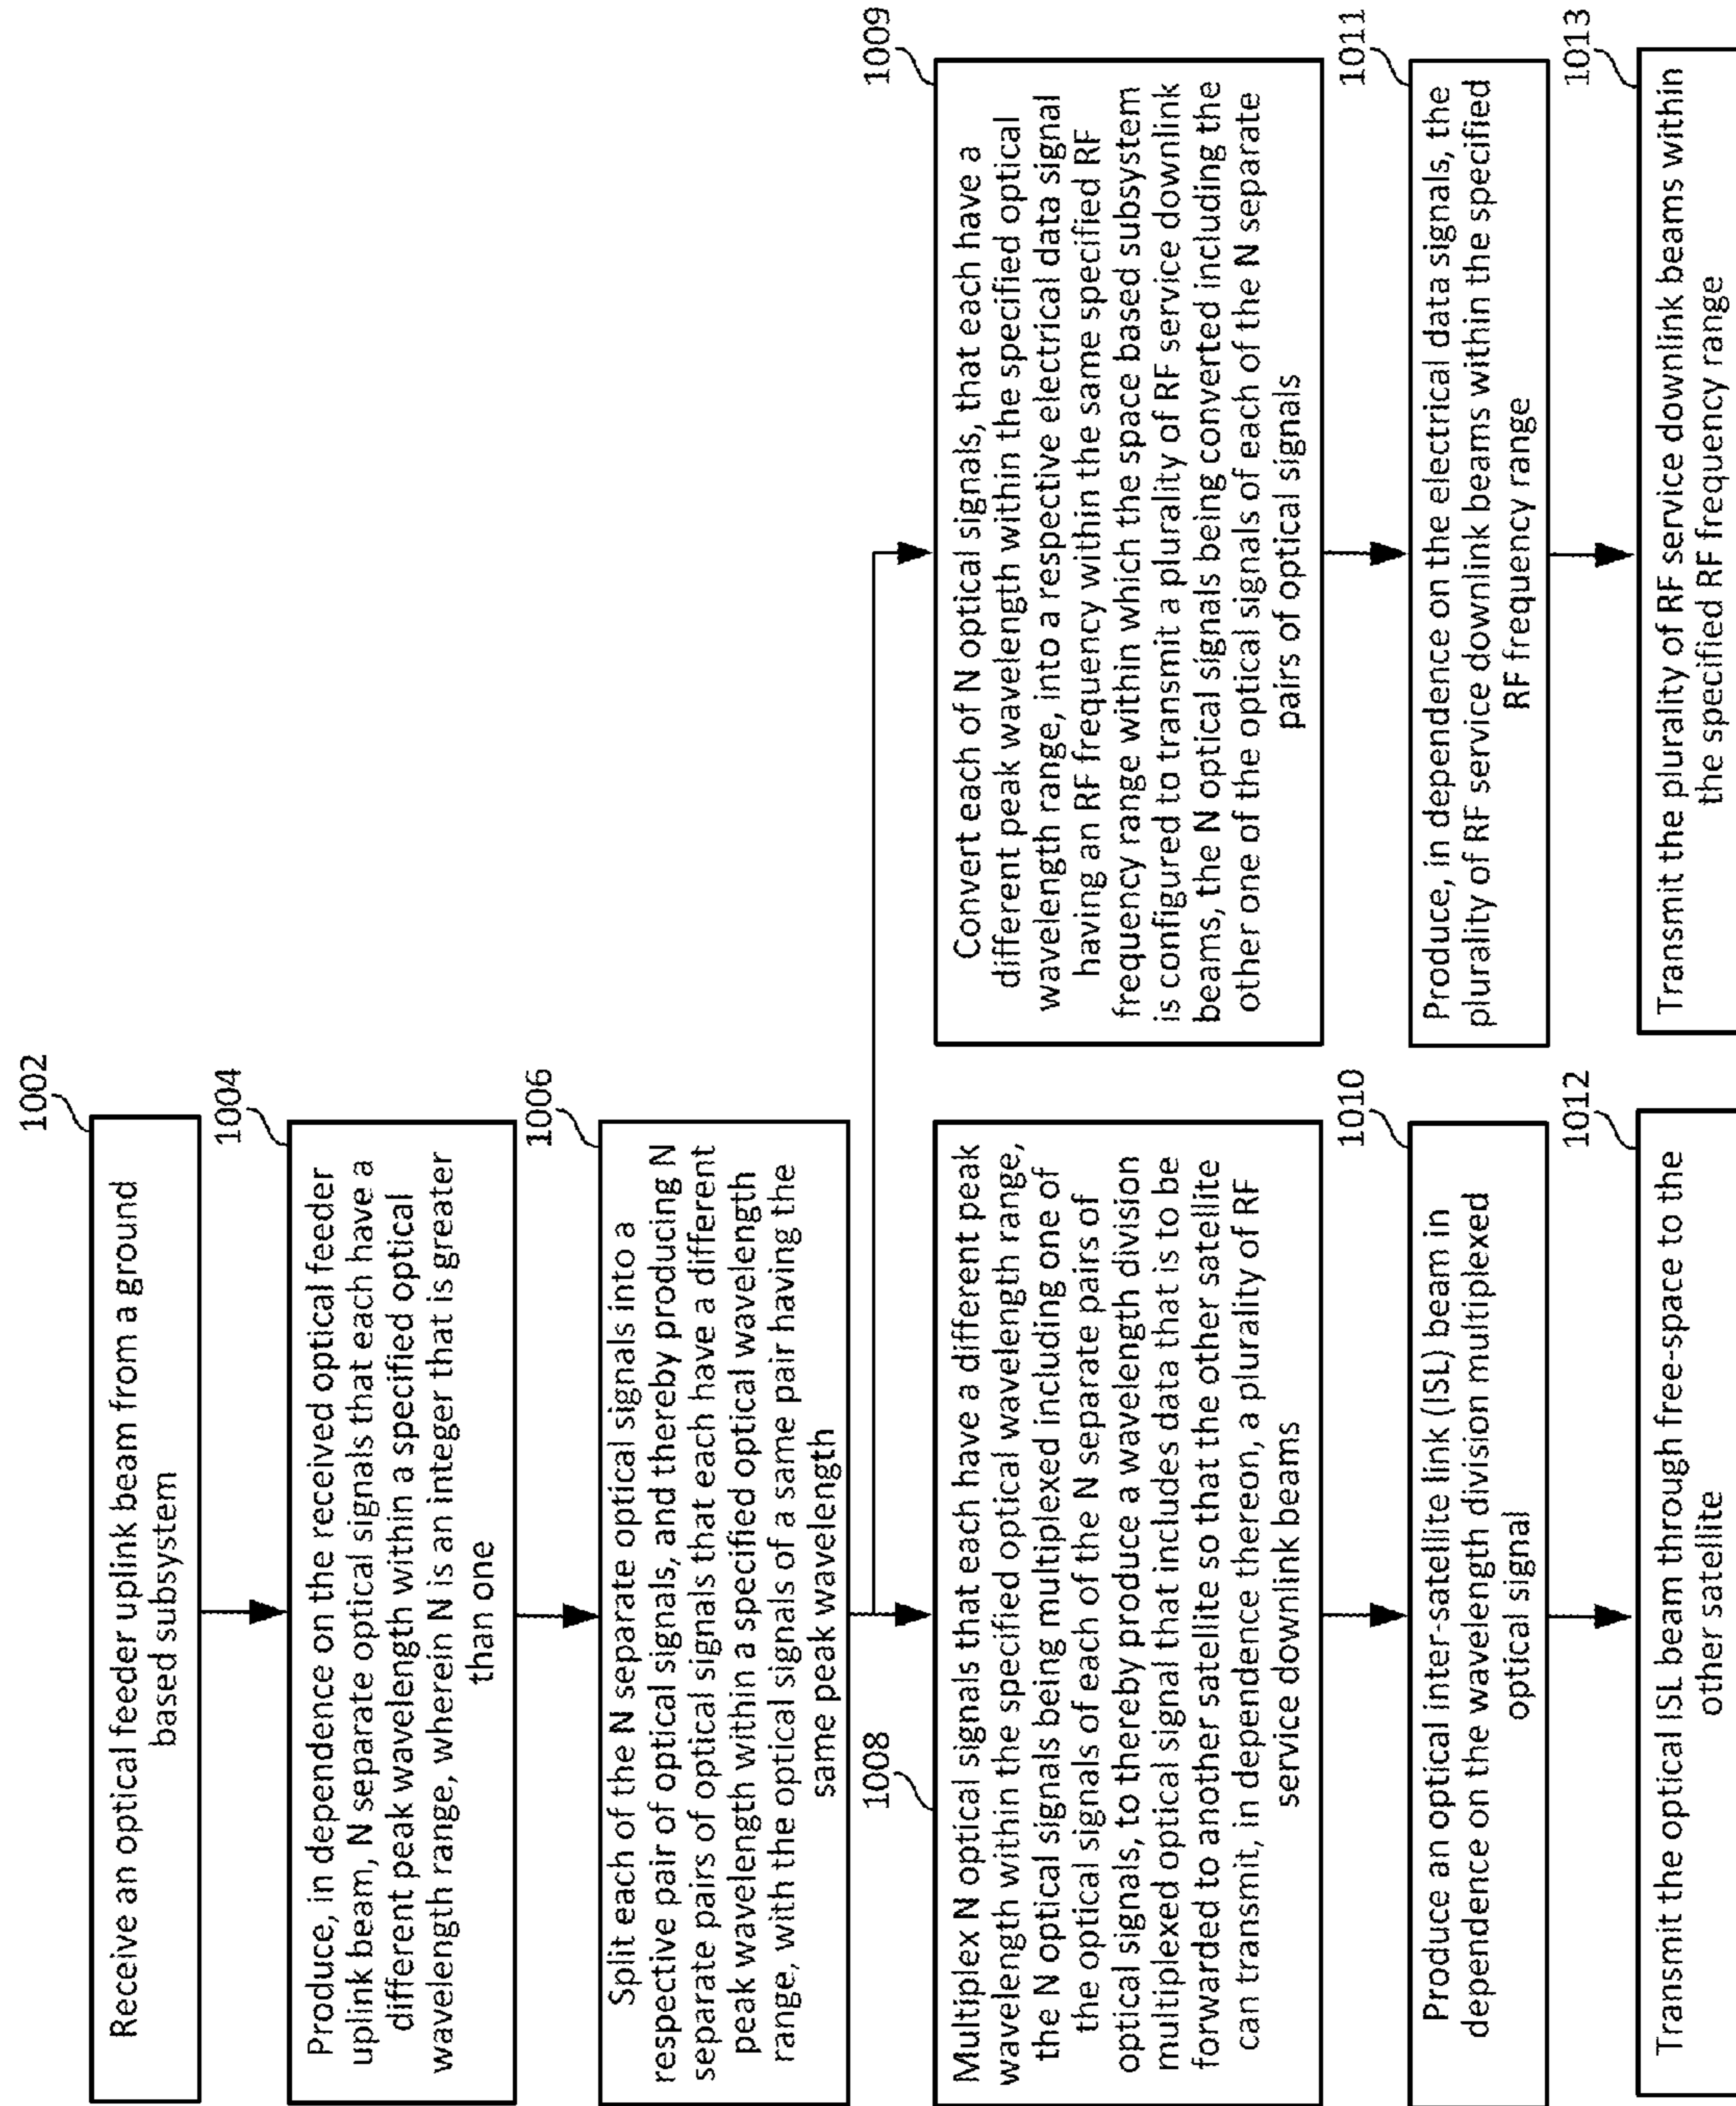 1002
Receive an optical feeder uplink beam from a ground
based subsystem
1004
Produce, in dependence on the received optical feeder
uplink beam, N separate optical signals that each have a
different peak wavelength within a specified optical
wavelength range, wherein N is an integer that is greater
than one
1006
Split each of the N separate optical signals into a
respective pair of optical signals, and thereby producing N
separate pairs of optical signals that each have a different
peak wavelength within a specified optical wavelength
range, with the optical signals of a same pair having the
same peak wavelength
1008
Multiplex N optical signals that each have a different peak
wavelength within the specified optical wavelength range,
the N optical signals being multiplexed including one of
the optical signals of each of the N separate pairs of
optical signals, to thereby produce a wavelength division
multiplexed optical signal that includes data that is to be
forwarded to another satellite so that the other satellite
can transmit, in dependence thereon, a plurality of RF
service downlink beams
1010
Produce an optical inter-satellite link (ISL) beam in
dependence on the wavelength division multiplexed
optical signal
1012
Transmit the optical ISL beam through free-space to the
other satellite
1009
Convert each of N optical signals, that each have a
different peak wavelength within the specified optical
wavelength range, into a respective electrical data signal
having an RF frequency within the same specified RF
frequency range within which the space based subsystem
is configured to transmit a plurality of RF service downlink
beams, the N optical signals being converted including the
other one of the optical signals of each of the N separate
pairs of optical signals
1011
Produce, in dependence on the electrical data signals, the
plurality of RF service downlink beams within the specified
RF frequency range
1013
Transmit the plurality of RF service downlink beams within
the specified RF frequency range